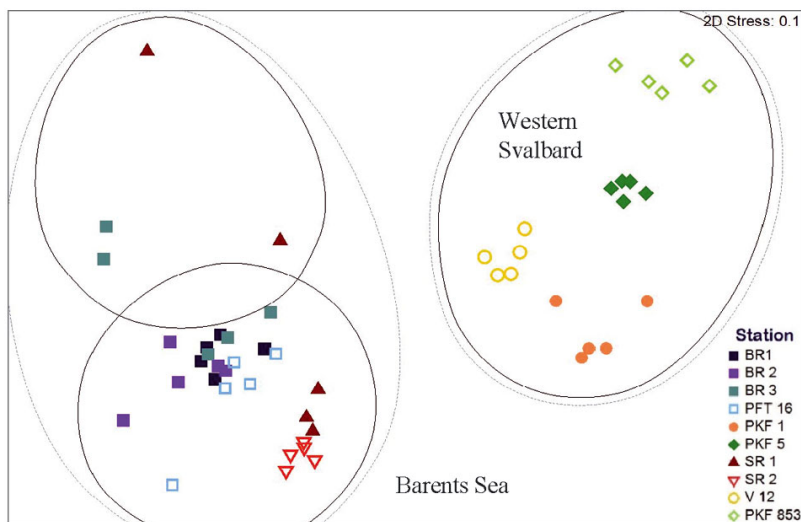 2D Stress: 0.1
Western
Svalbard
Barents Sea
Station
BR1
BR 2
BR 3
PFT 16
PKF 1
PKF 5
SR 1
SR 2
V 12
PKF 853